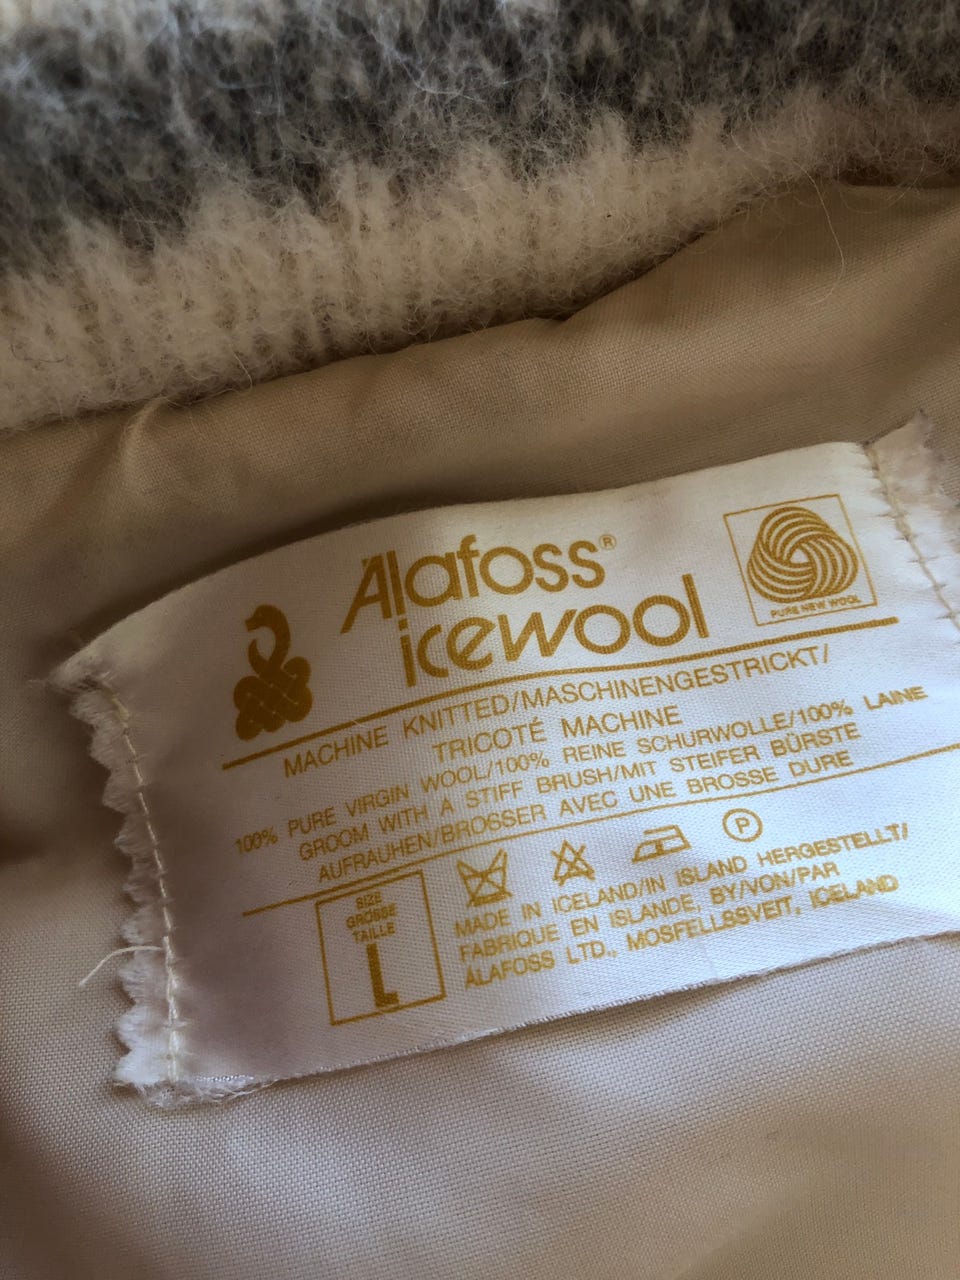 Álafoss®
icewool
PURE NEW WOOL
MACHINE KNITTED/MASCHINENGESTRICKT/
TRICOTÉ MACHINE
100% PURE VIRGIN WOOL/100% REINE SCHURWOLLE/100% LAINE
GROOM WITH A STIFF BRUSH/MIT STEIFER BÜRSTE
AUFRAUHEN/BROSSER AVEC UNE BROSSE DURE
P
SIZE
GRÖSSE
TAILLE
L
MADE IN ICELAND/IN ISLAND HERGESTELLT/
FABRIQUE EN ISLANDE, BY/VON/PAR
ÁLAFOSS LTD., MOSFELLSSVEIT, ICELAND